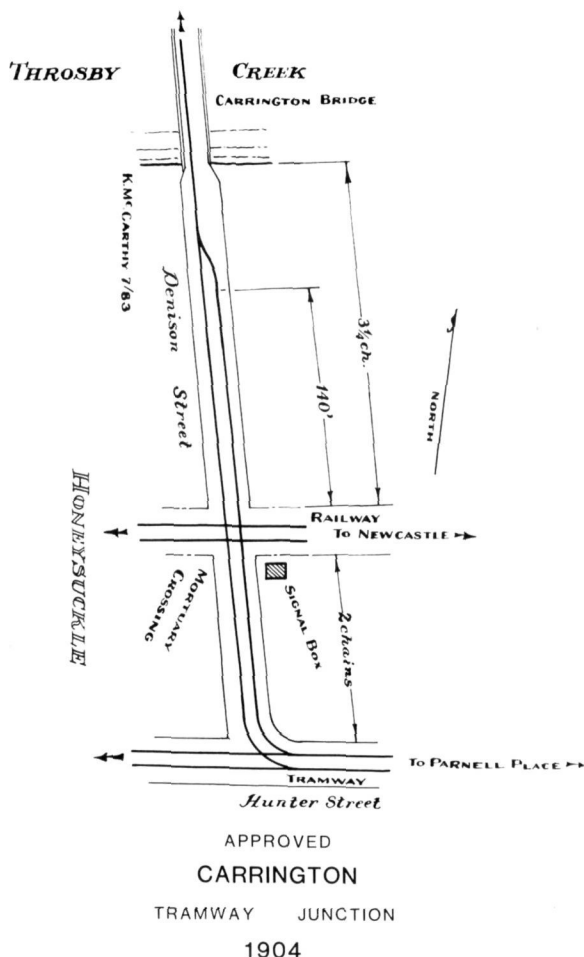 THROSBY CREEK
CARRINGTON BRIDGE
K.McCARTHY 7/83
Denison Street
3¼ch.
140'
NORTH
HONEYSUCKLE
RAILWAY
TO NEWCASTLE
MORTUARY CROSSING
SIGNAL BOX
2 chains
TO PARNELL PLACE
TRAMWAY
Hunter Street
APPROVED
CARRINGTON
TRAMWAY JUNCTION
1904